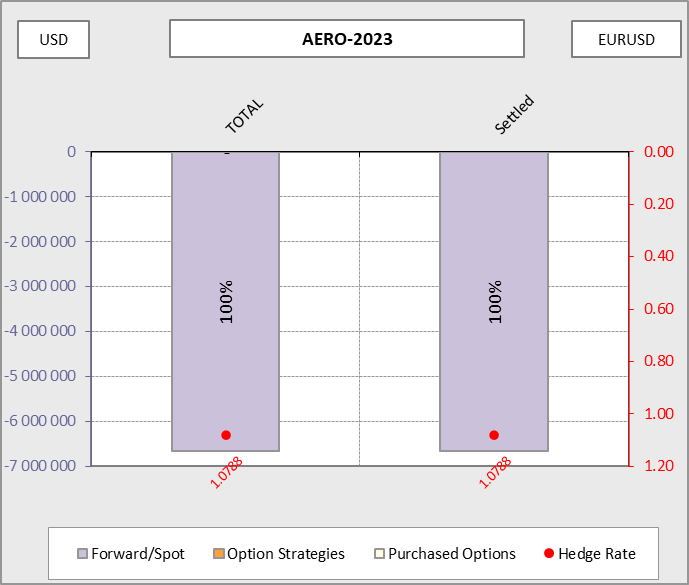 USD
AERO-2023
EURUSD
TOTAL
Settled
0
-1 000 000
-2 000 000
-3 000 000
-4 000 000
-5 000 000
-6 000 000
-7 000 000
100%
100%
0.00
0.20
0.40
0.60
0.80
1.00
1.20
1.0788
1.0788
Forward/Spot
Option Strategies
Purchased Options
Hedge Rate